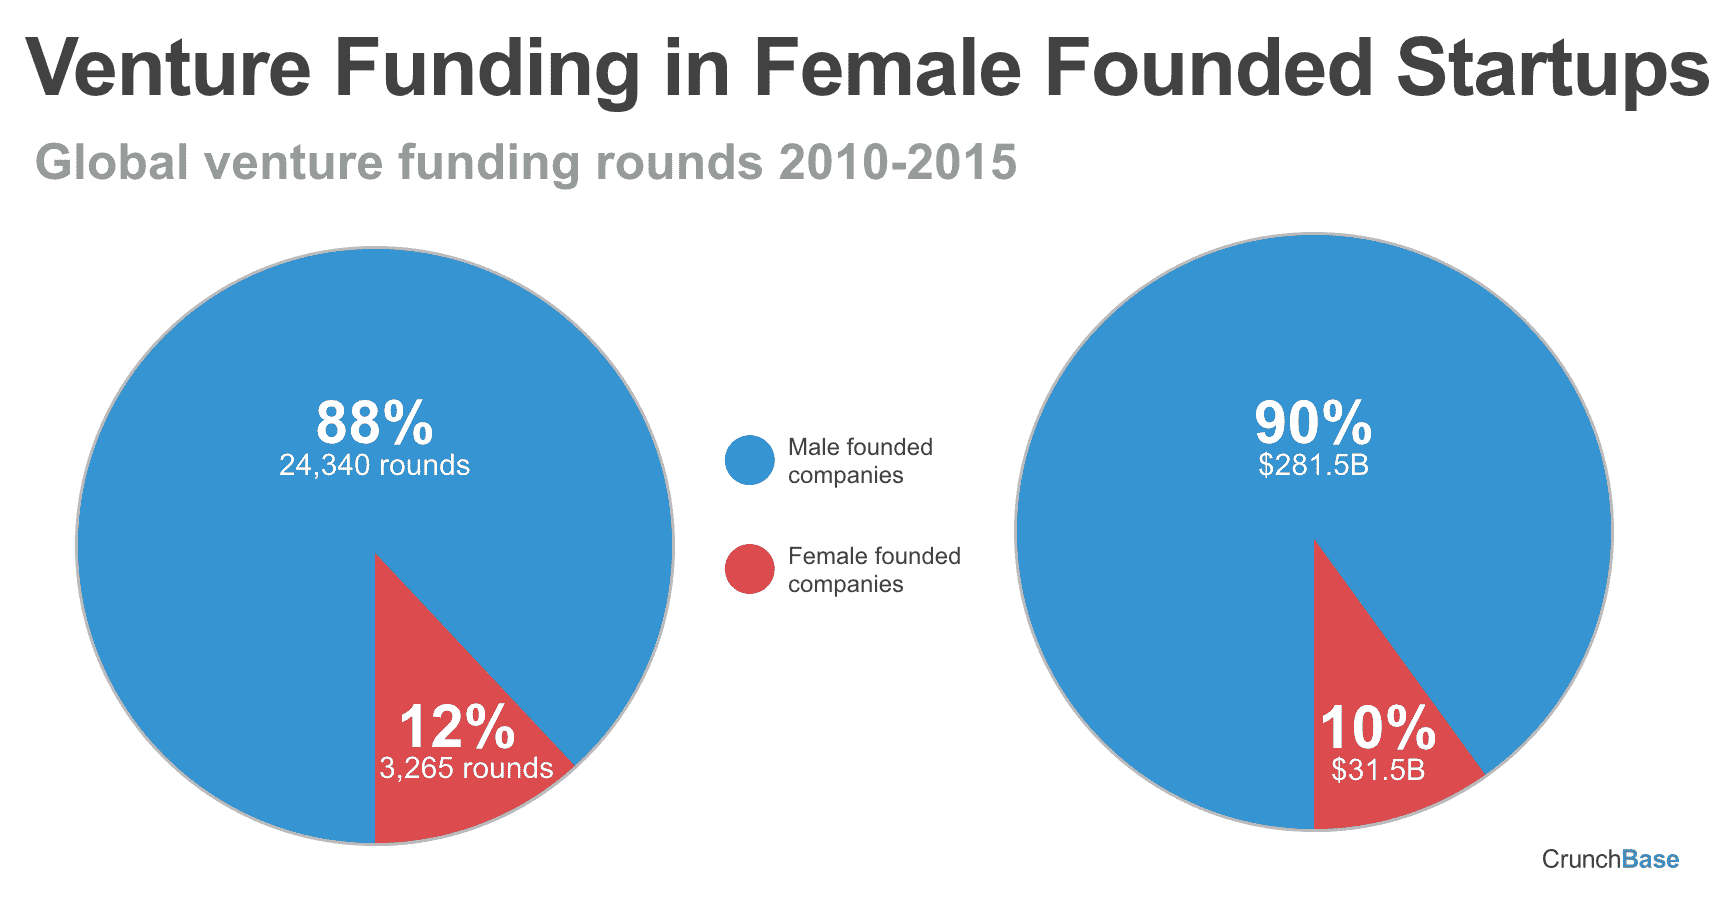 Venture Funding in Female Founded Startups
Global venture funding rounds 2010-2015
88%
24,340 rounds
12%
3,265 rounds
Male founded
companies
Female founded
companies
90%
$281.5B
10%
$31.5B
CrunchBase